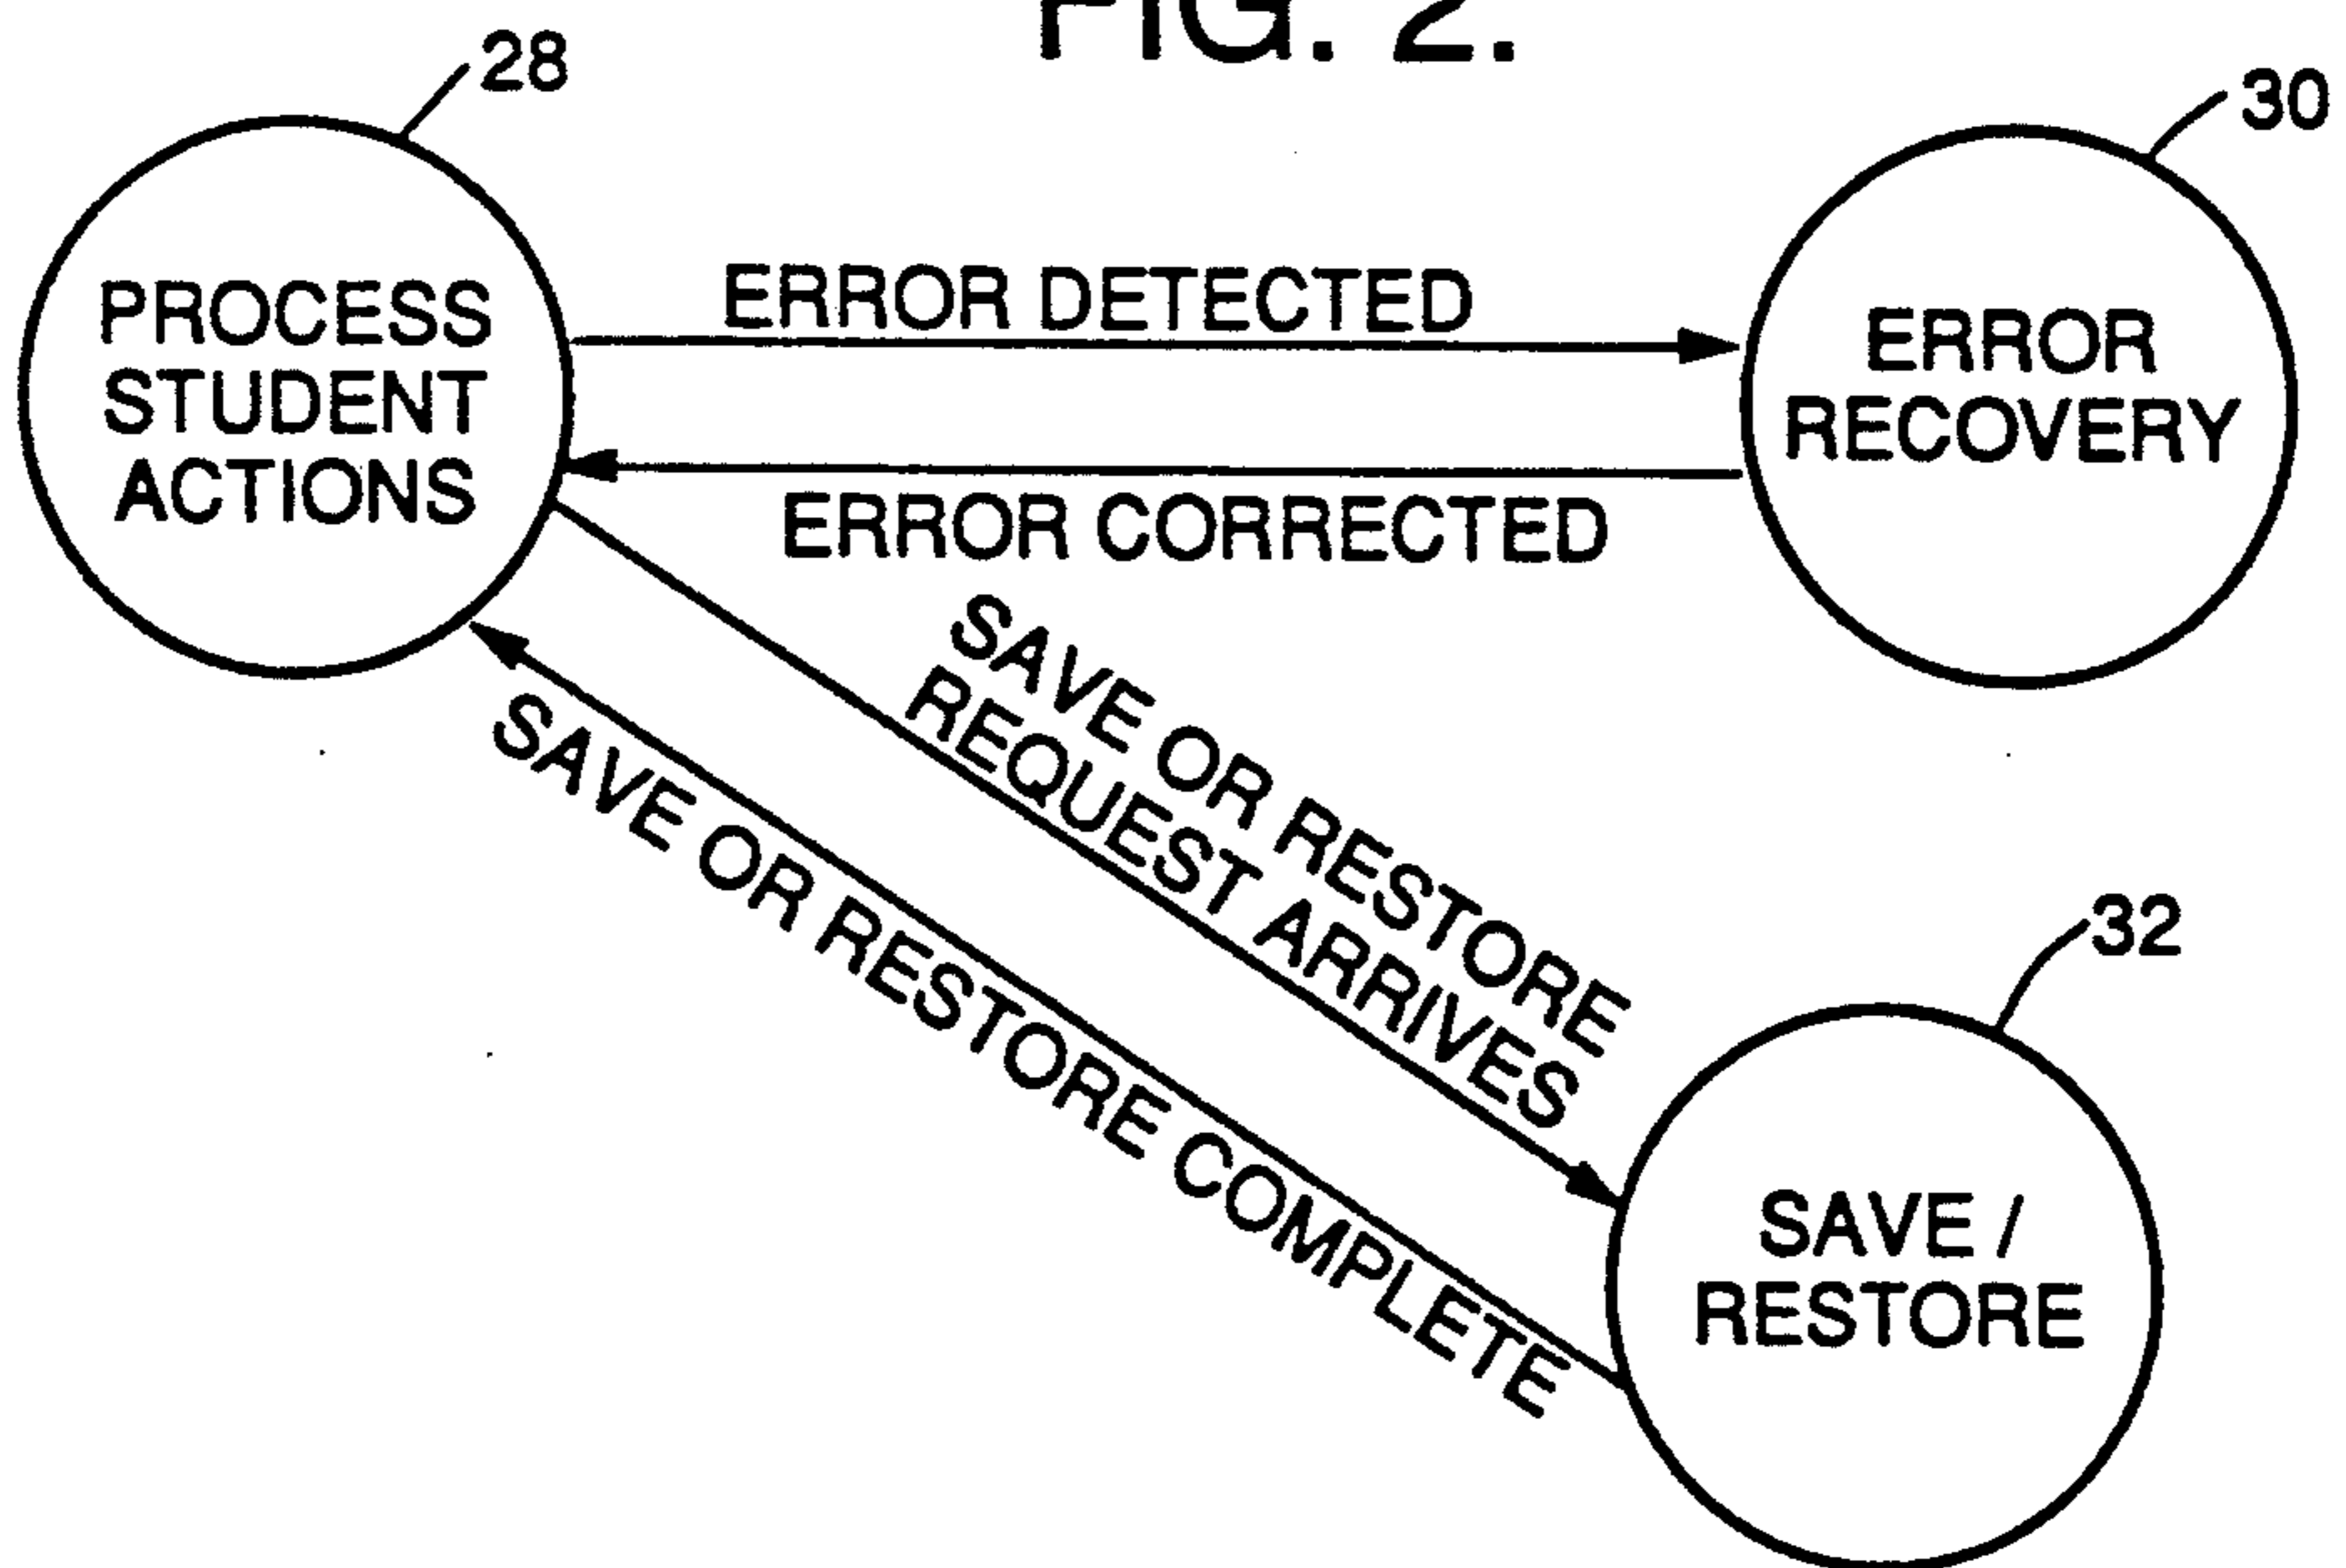 FIG. 2.
28
30
PROCESS
STUDENT
ACTIONS
ERROR DETECTED
ERROR
RECOVERY
ERROR CORRECTED
SAVE OR RESTORE
REQUEST ARRIVES
SAVE OR RESTORE COMPLETE
32
SAVE /
RESTORE